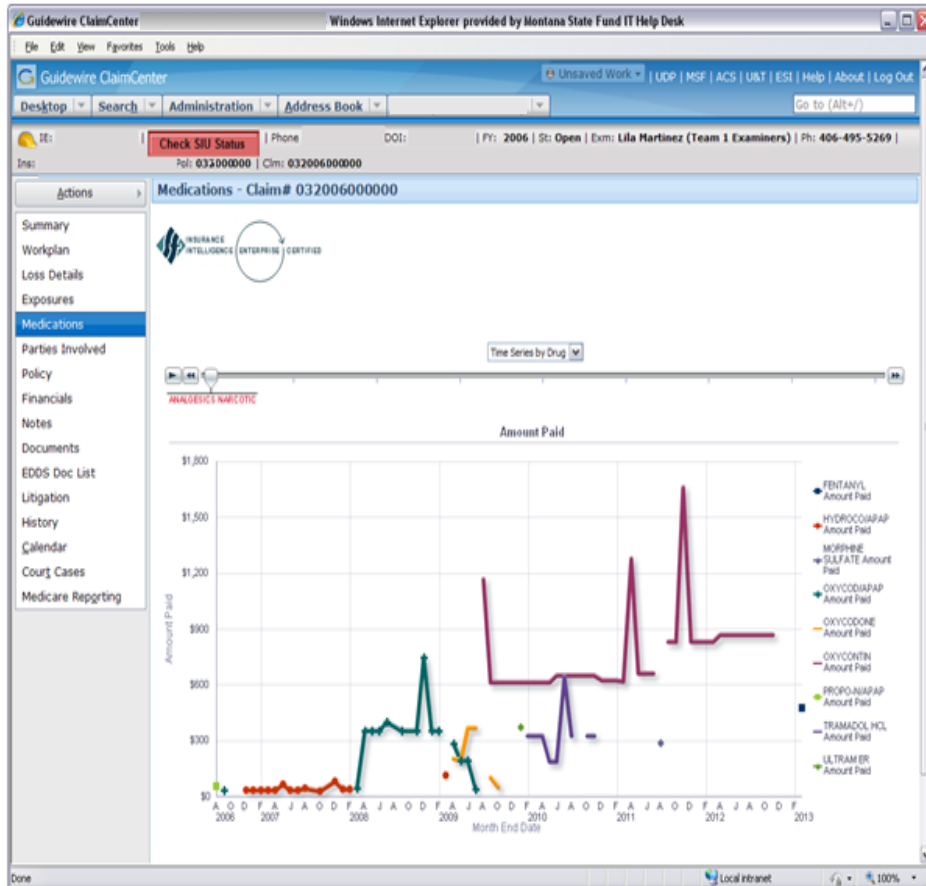 Guidewire ClaimCenter Windows Internet Explorer provided by Montana State Fund IT Help Desk
File Edit View Favorites Tools Help
Guidewire ClaimCenter Unsaved Work | UDP | MSF | ACS | U&T | ESI | Help | About | Log Out
Desktop Search Administration Address Book Go to (Alt+/)
IE: | Check SIU Status | Phone DOI: | FY: 2006 | St: Open | Exm: Lila Martinez (Team 1 Examiners) | Ph: 406-495-5269 |
Ins: Pol: 032000000 | Clm: 032006000000
Actions
Medications - Claim# 032006000000
Summary
Workplan
Loss Details
Exposures
Medications
Parties Involved
Policy
Financials
Notes
Documents
EDDS Doc List
Litigation
History
Calendar
Court Cases
Medicare Reporting
INSURANCE
INTELLIGENCE ENTERPRISE CERTIFIED
Time Series by Drug
ANALGESICS NARCOTIC
Amount Paid
$1,800
$1,500
$1,200
$900
$600
$300
$0
Amount Paid
A O D F A J A O D F A J A O D F A J A O D F A J A O D F A J A O D F A J A O D F
2006 2007 2008 2009 2010 2011 2012 2013
Month End Date
FENTANYL
Amount Paid
HYDROCO/APAP
Amount Paid
MORPHINE
SULFATE Amount
Paid
OXYCOD/APAP
Amount Paid
OXYCODONE
Amount Paid
OXYCONTIN
Amount Paid
PROPO-N/APAP
Amount Paid
TRAMADOL HCL
Amount Paid
ULTRAM ER
Amount Paid
Done Local intranet 100%